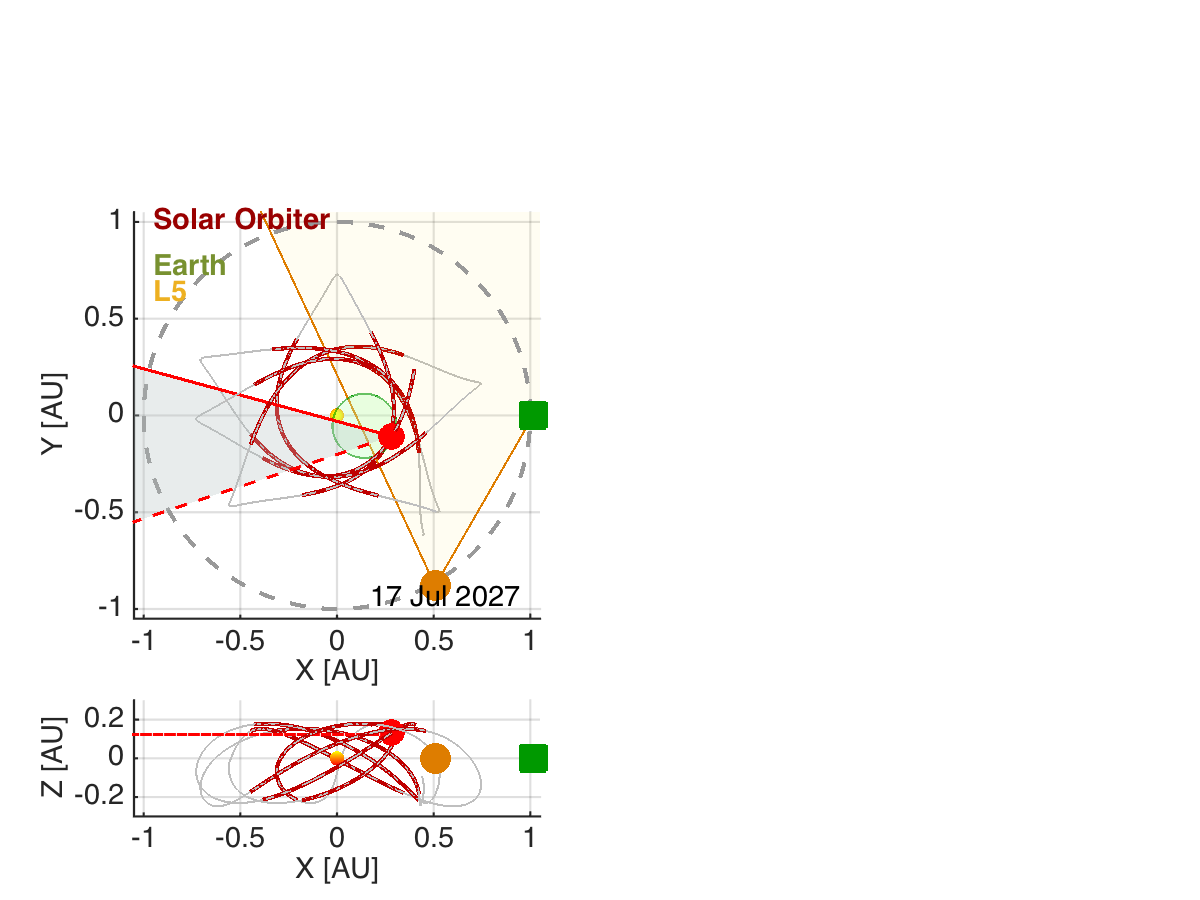 Solar Orbiter
Earth
L5
1
0.5
0
-0.5
-1
Y [AU]
17 Jul 2027
-1 -0.5 0 0.5 1
X [AU]
0.2
0
-0.2
Z [AU]
-1 -0.5 0 0.5 1
X [AU]